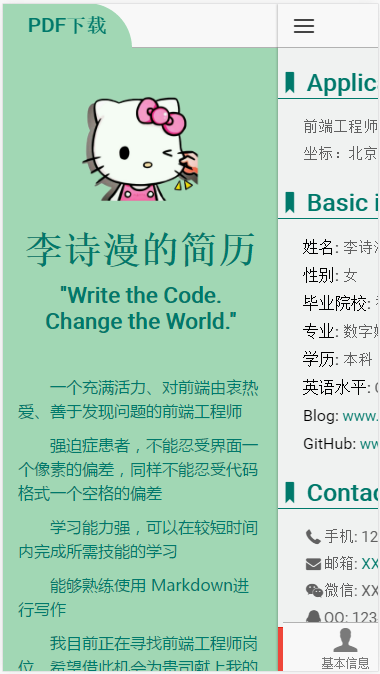 PDF下载
李诗漫的简历
"Write the Code.
Change the World."
一个充满活力、对前端由衷热
爱、善于发现问题的前端工程师
强迫症患者，不能忍受界面一
个像素的偏差，同样不能忍受代码
格式一个空格的偏差
学习能力强，可以在较短时间
内完成所需技能的学习
能够熟练使用 Markdown进
行写作
我目前正在寻找前端工程师岗
位，希望借此机会为贵司献上我的
Applic
前端工程师
坐标：北京
Basic i
姓名: 李诗
性别: 女
毕业院校:
专业: 数字
学历: 本科
英语水平:
Blog: www.
GitHub: ww
Contac
手机: 12
邮箱: XX
微信: XX
QQ: 123
基本信息